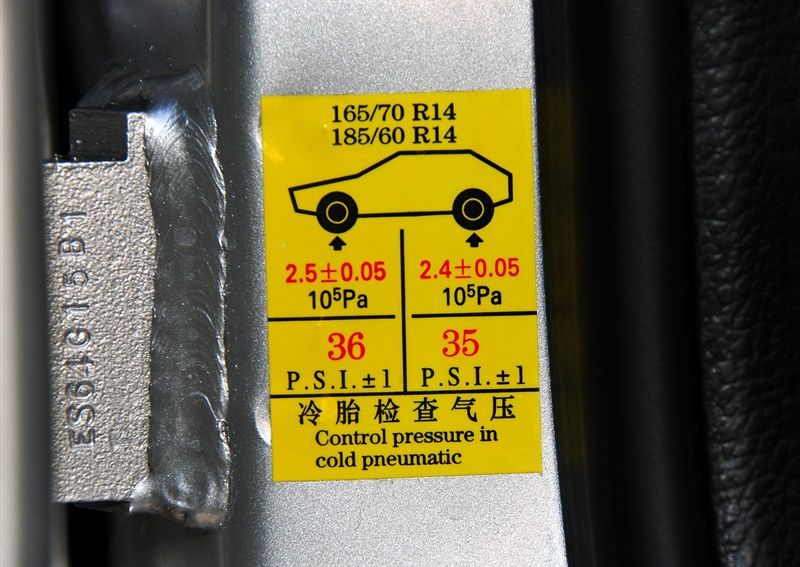 165/70 R14
185/60 R14
2.5±0.05 2.4±0.05
10⁵Pa 10⁵Pa
36 35
P.S.I.±1 P.S.I.±1
冷胎检查气压
Control pressure in
cold pneumatic
ES64G15B1